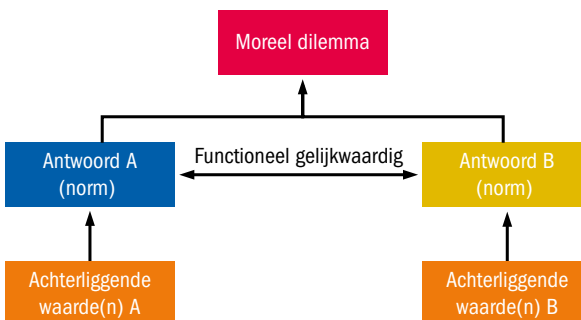 Moreel dilemma
Antwoord A
(norm)
Functioneel gelijkwaardig
Antwoord B
(norm)
Achterliggende
waarde(n) A
Achterliggende
waarde(n) B